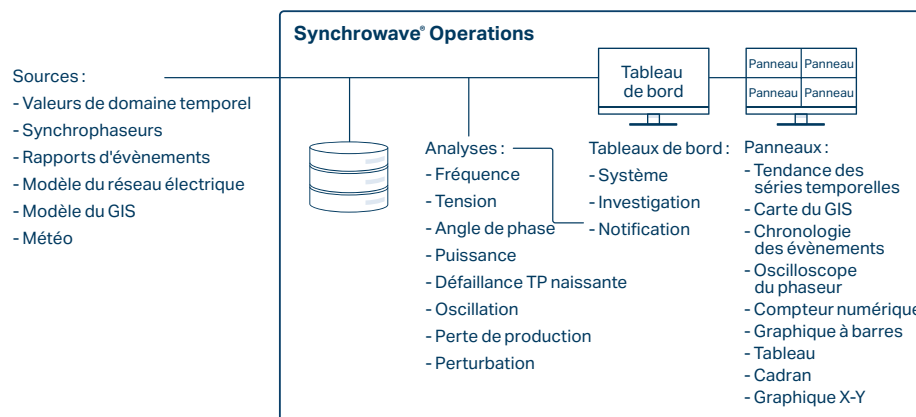 Synchrowave® Operations
Sources :
- Valeurs de domaine temporel
- Synchrophaseurs
- Rapports d'évènements
- Modèle du réseau électrique
- Modèle du GIS
- Météo
Analyses :
- Fréquence
- Tension
- Angle de phase
- Puissance
- Défaillance TP naissante
- Oscillation
- Perte de production
- Perturbation
Tableau
de bord
Tableaux de bord :
- Système
- Investigation
- Notification
Panneau Panneau
Panneau Panneau
Panneaux :
- Tendance des
séries temporelles
- Carte du GIS
- Chronologie
des évènements
- Oscilloscope
du phaseur
- Compteur numérique
- Graphique à barres
- Tableau
- Cadran
- Graphique X-Y